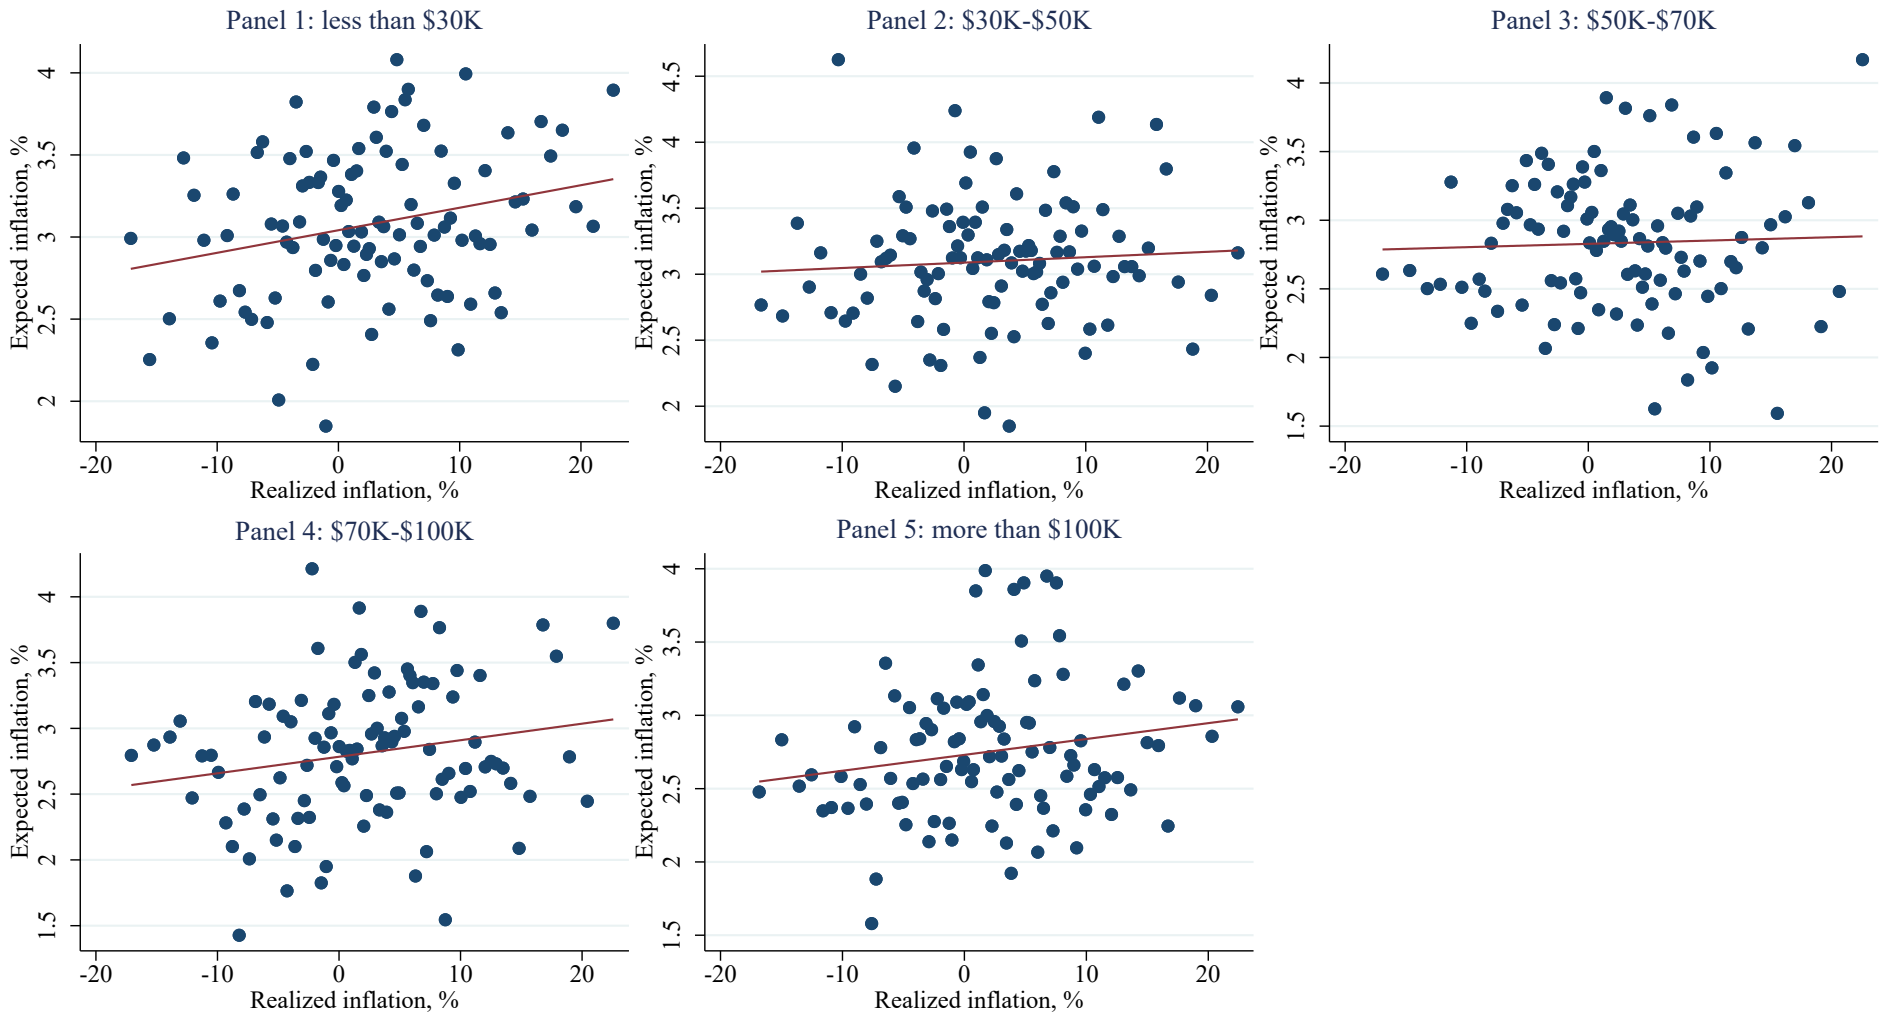 Panel 1: less than $30K
Expected inflation, %
4
3.5
3
2.5
2
-20 -10 0 10 20
Realized inflation, %
Panel 2: $30K-$50K
Expected inflation, %
4.5
4
3.5
3
2.5
2
-20 -10 0 10 20
Realized inflation, %
Panel 3: $50K-$70K
Expected inflation, %
4
3.5
3
2.5
2
1.5
-20 -10 0 10 20
Realized inflation, %
Panel 4: $70K-$100K
Expected inflation, %
4
3.5
3
2.5
2
1.5
-20 -10 0 10 20
Realized inflation, %
Panel 5: more than $100K
Expected inflation, %
4
3.5
3
2.5
2
1.5
-20 -10 0 10 20
Realized inflation, %